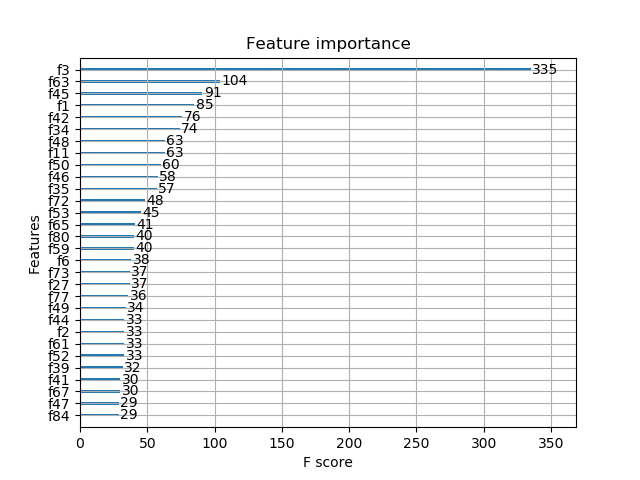 Feature importance
f3 335
f63 104
f45 91
f1 85
f42 76
f34 74
f48 63
f11 63
f50 60
f46 58
f35 57
f72 48
f53 45
f65 41
f80 40
f59 40
f6 38
f73 37
f27 37
f77 36
f49 34
f44 33
f2 33
f61 33
f52 33
f39 32
f41 30
f67 30
f47 29
f84 29
Features
0 50 100 150 200 250 300 350
F score